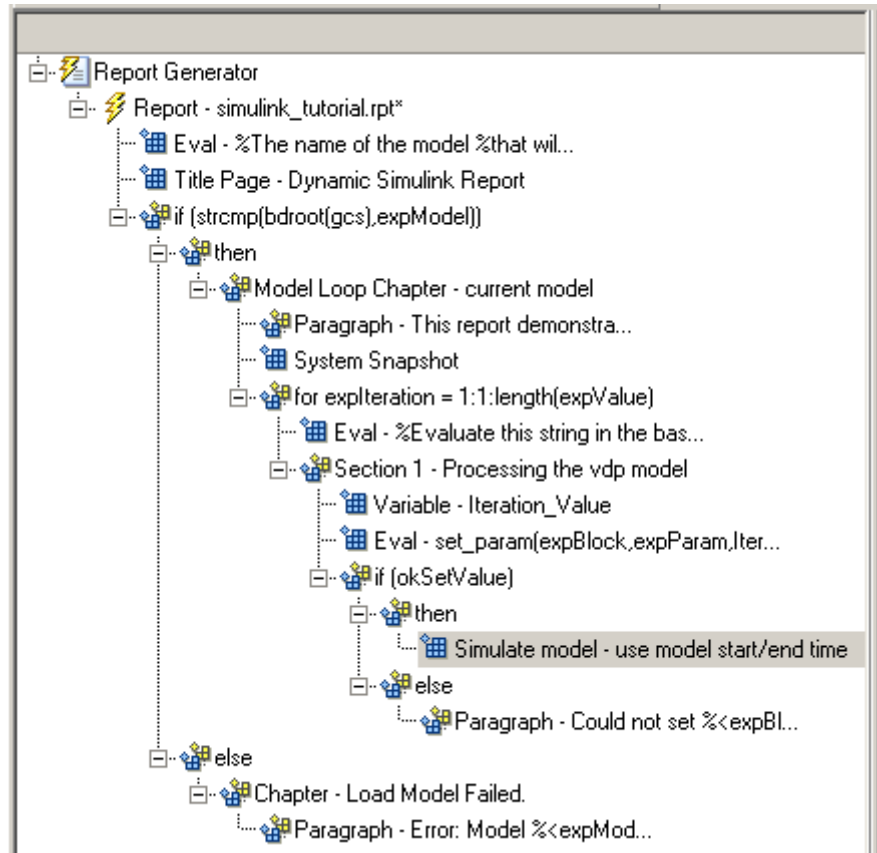 Report Generator
Report - simulink_tutorial.rpt*
Eval - %The name of the model %that wil...
Title Page - Dynamic Simulink Report
if (strcmp(bdroot(gcs),expModel))
then
Model Loop Chapter - current model
Paragraph - This report demonstra...
System Snapshot
for expIteration = 1:1:length(expValue)
Eval - %Evaluate this string in the bas...
Section 1 - Processing the vdp model
Variable - Iteration_Value
Eval - set_param(expBlock,expParam,Iter...
if (okSetValue)
then
Simulate model - use model start/end time
else
Paragraph - Could not set %<expBl...
else
Chapter - Load Model Failed.
Paragraph - Error: Model %<expMod...